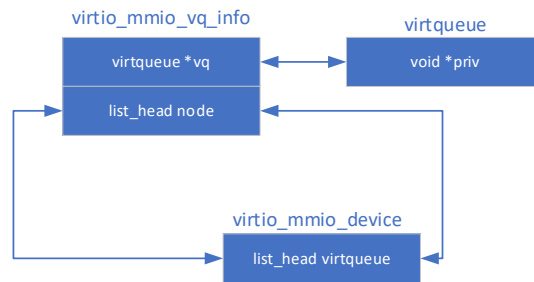 virtio_mmio_vq_info
virtqueue
virtqueue *vq
void *priv
list_head node
virtio_mmio_device
list_head virtqueue